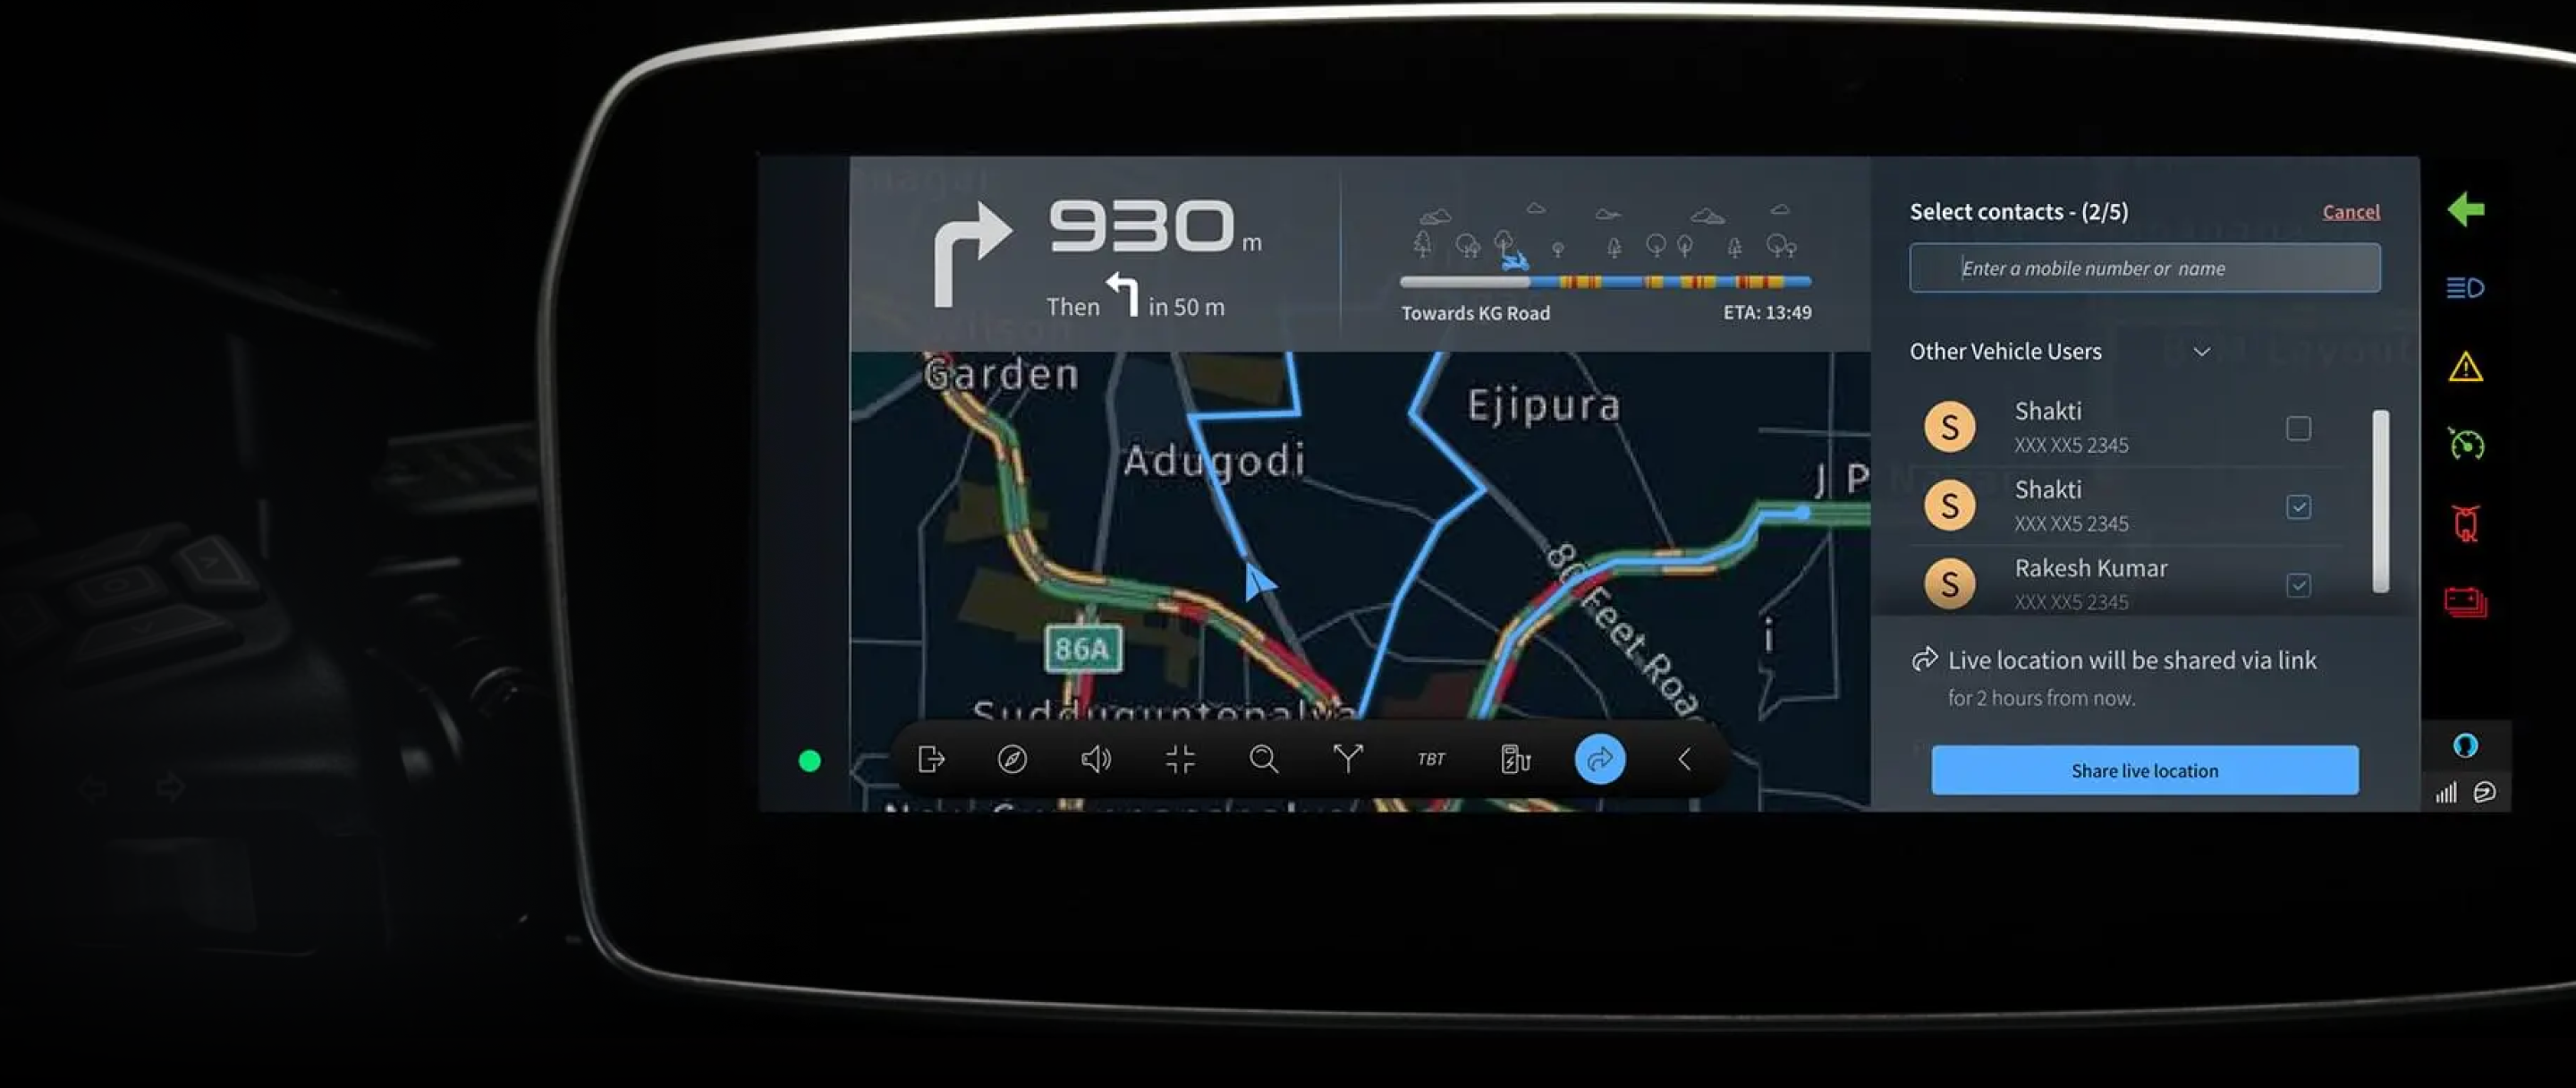 930 m
Then in 50 m
Towards KG Road
ETA: 13:49
Garden
Adugodi
Ejipura
J P
86A
80 Feet Road
i
Select contacts - (2/5)
Cancel
Enter a mobile number or name
Other Vehicle Users
S
Shakti
XXX XX5 2345
S
Shakti
XXX XX5 2345
S
Rakesh Kumar
XXX XX5 2345
Live location will be shared via link
for 2 hours from now.
Share live location
TBT